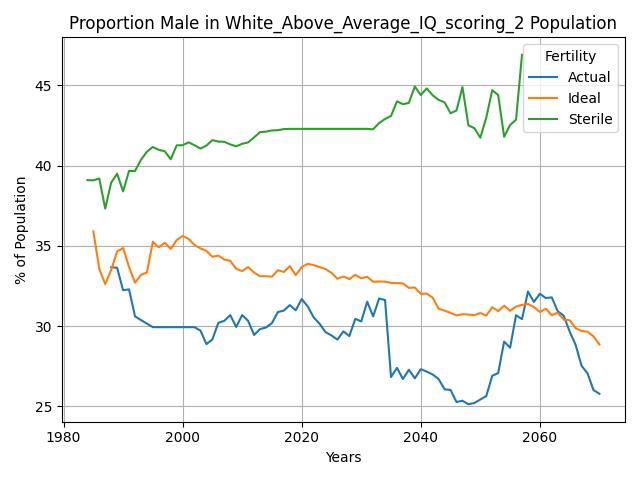 Proportion Male in White_Above_Average_IQ_scoring_2 Population
Fertility
Actual
Ideal
Sterile
% of Population
45
40
35
30
25
1980
2000
2020
2040
2060
Years